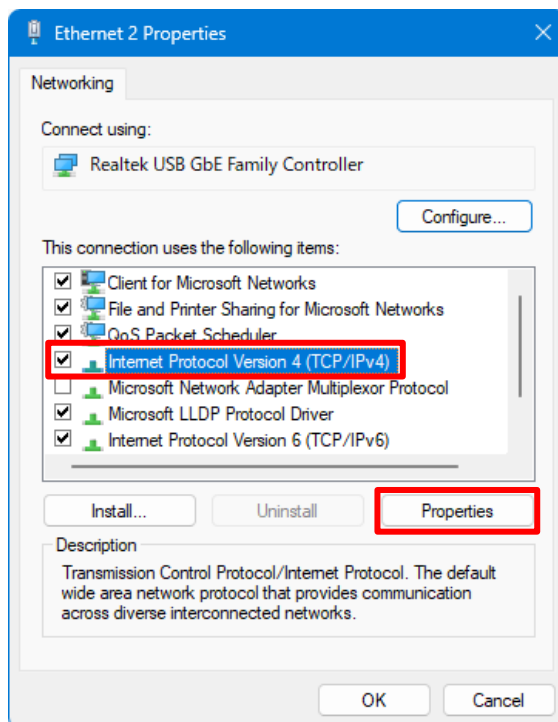 Ethernet 2 Properties
Networking
Connect using:
Realtek USB GbE Family Controller
Configure...
This connection uses the following items:
Client for Microsoft Networks
File and Printer Sharing for Microsoft Networks
QoS Packet Scheduler
Internet Protocol Version 4 (TCP/IPv4)
Microsoft Network Adapter Multiplexor Protocol
Microsoft LLDP Protocol Driver
Internet Protocol Version 6 (TCP/IPv6)
Install... Uninstall Properties
Description
Transmission Control Protocol/Internet Protocol. The default
wide area network protocol that provides communication
across diverse interconnected networks.
OK Cancel